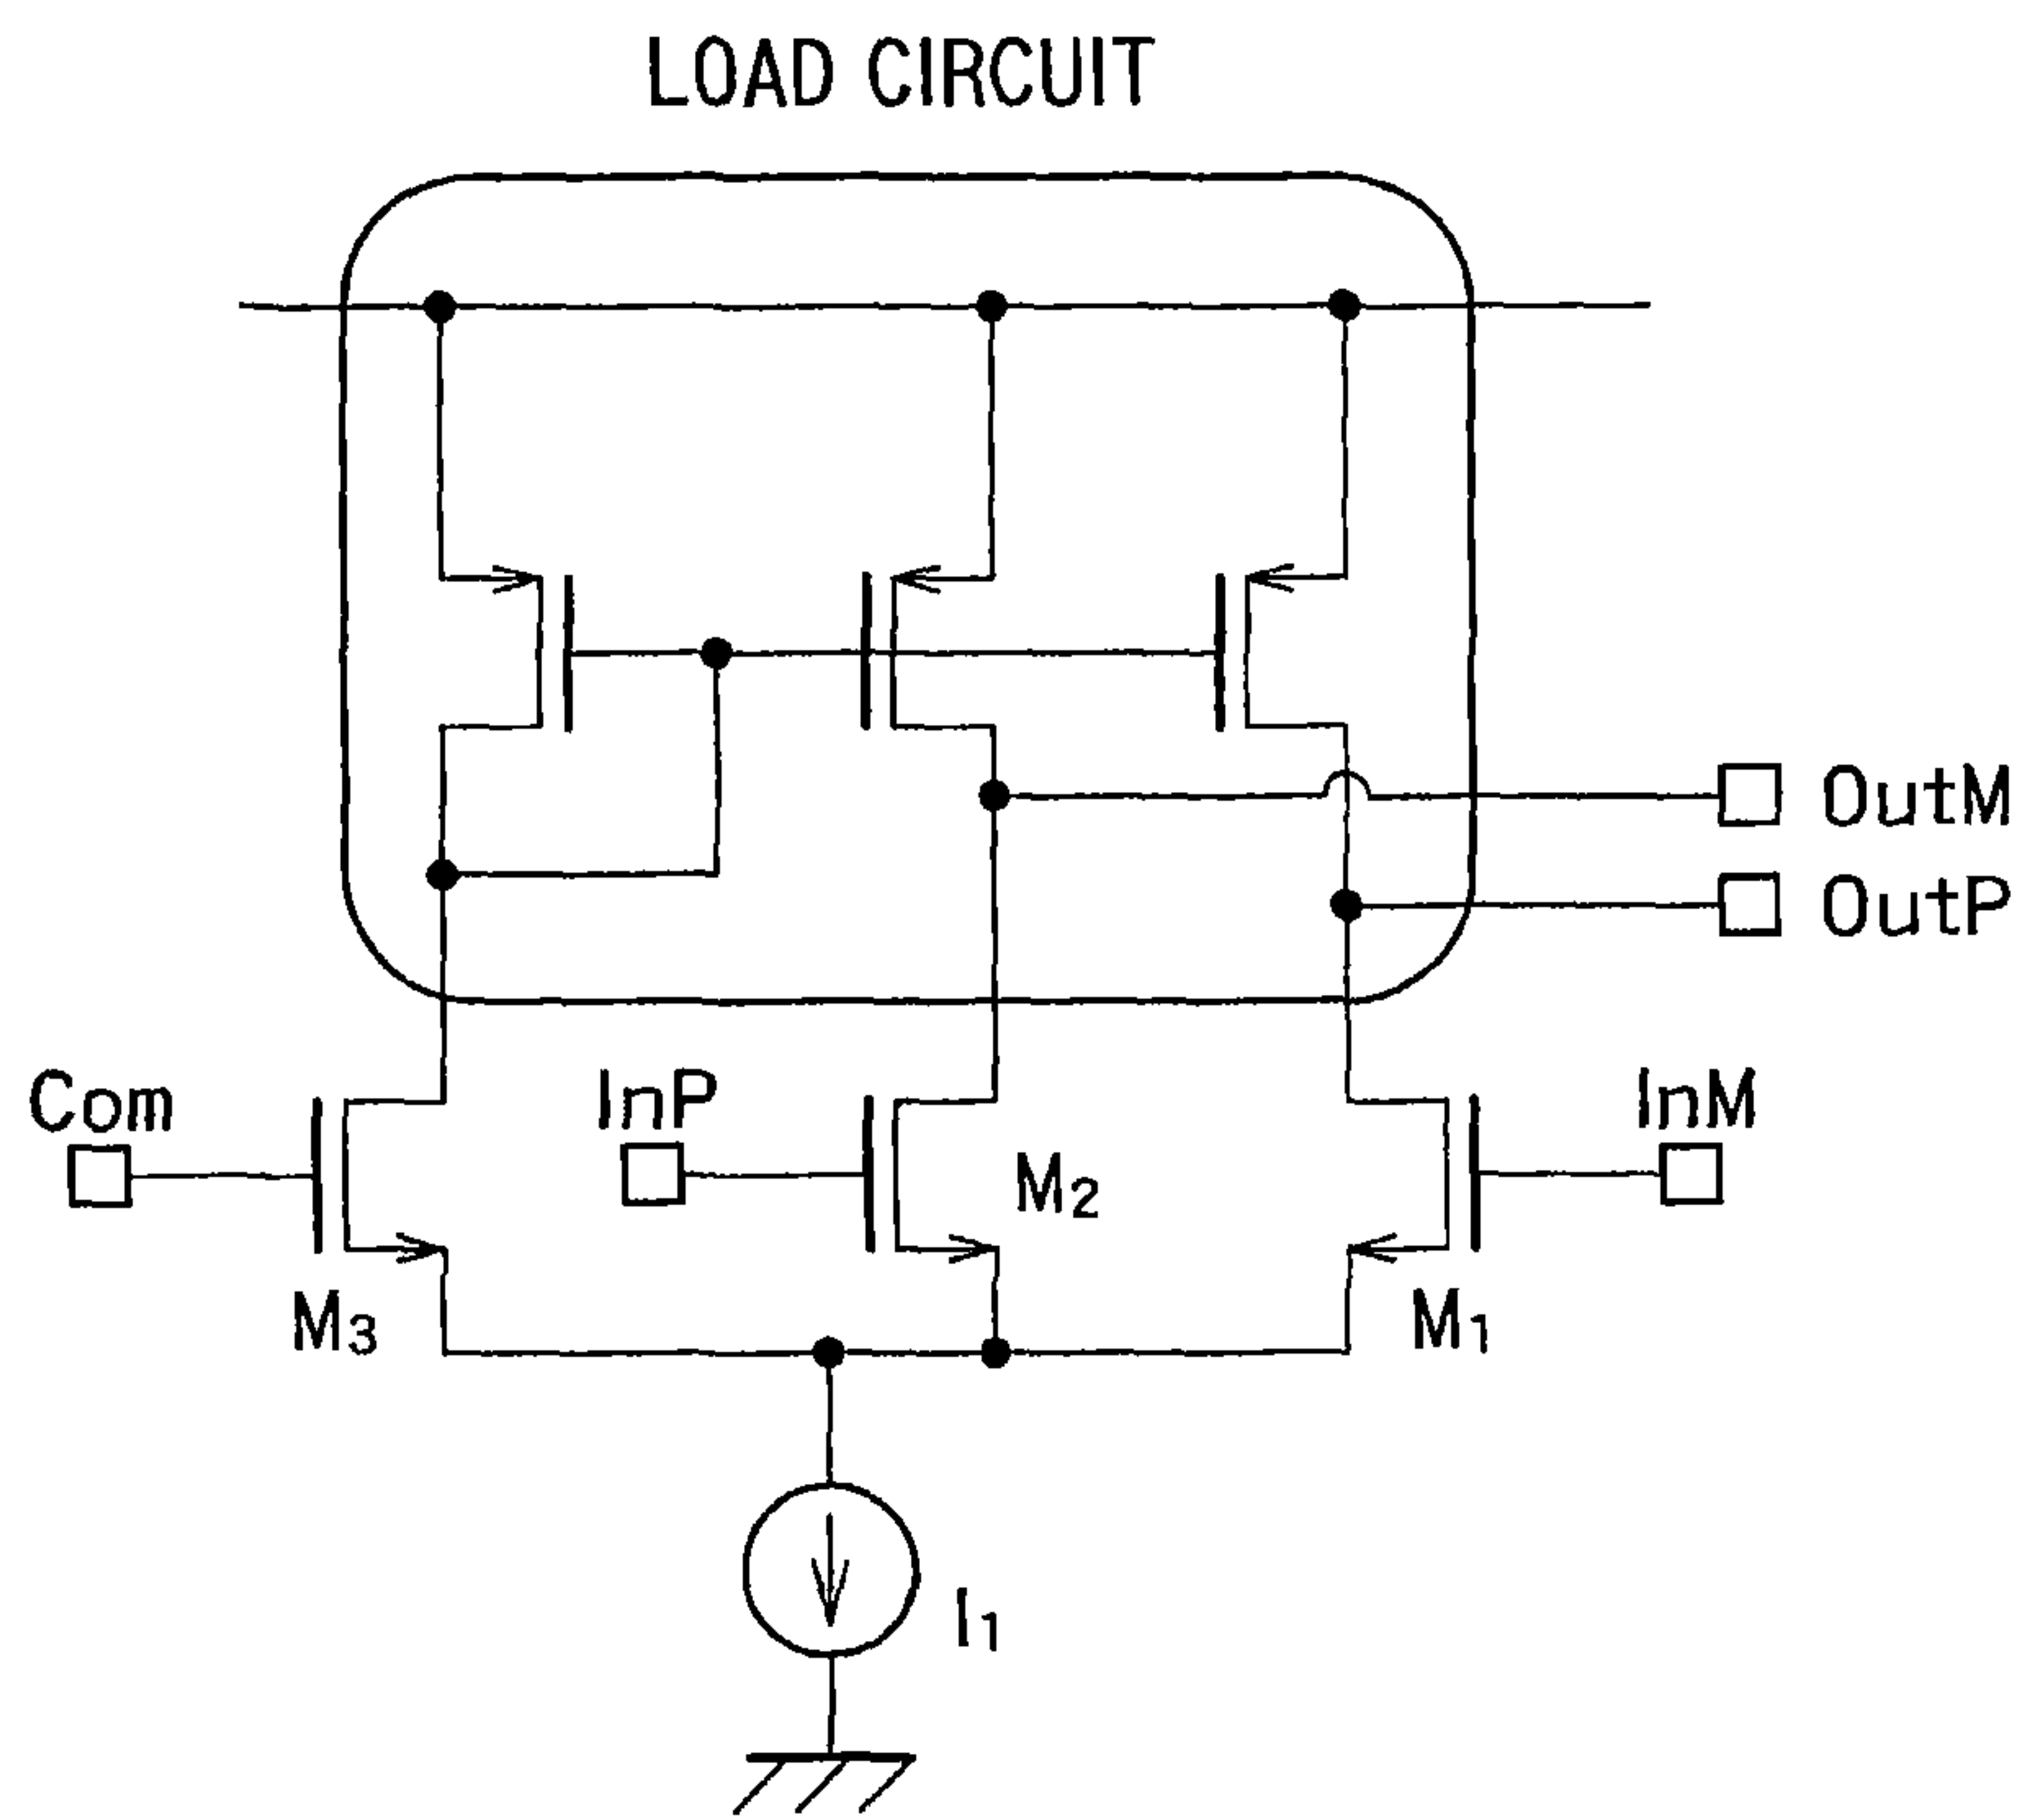 LOAD CIRCUIT
OutM
OutP
Com
InP
InM
M2
M3
M1
I1